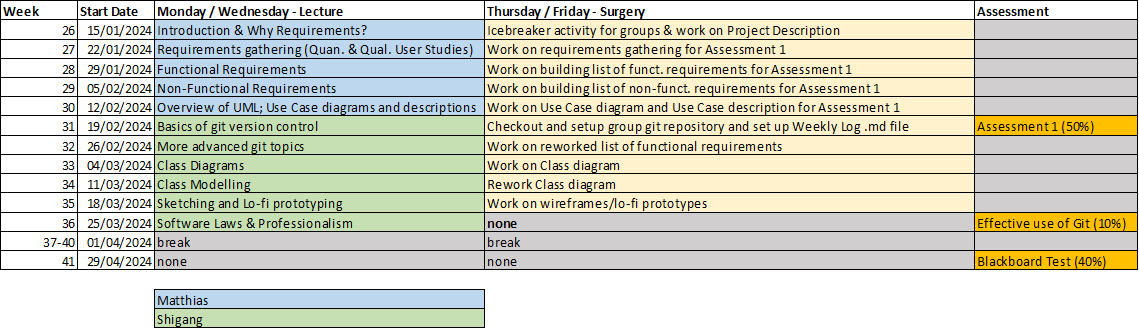 Week Start Date Monday / Wednesday - Lecture Thursday / Friday - Surgery Assessment
26 15/01/2024 Introduction & Why Requirements? Icebreaker activity for groups & work on Project Description
27 22/01/2024 Requirements gathering (Quan. & Qual. User Studies) Work on requirements gathering for Assessment 1
28 29/01/2024 Functional Requirements Work on building list of funct. requirements for Assessment 1
29 05/02/2024 Non-Functional Requirements Work on building list of non-funct. requirements for Assessment 1
30 12/02/2024 Overview of UML; Use Case diagrams and descriptions Work on Use Case diagram and Use Case description for Assessment 1
31 19/02/2024 Basics of git version control Checkout and setup group git repository and set up Weekly Log .md file Assessment 1 (50%)
32 26/02/2024 More advanced git topics Work on reworked list of functional requirements
33 04/03/2024 Class Diagrams Work on Class diagram
34 11/03/2024 Class Modelling Rework Class diagram
35 18/03/2024 Sketching and Lo-fi prototyping Work on wireframes/lo-fi prototypes
36 25/03/2024 Software Laws & Professionalism none Effective use of Git (10%)
37-40 01/04/2024 break break
41 29/04/2024 none none Blackboard Test (40%)
Matthias
Shigang